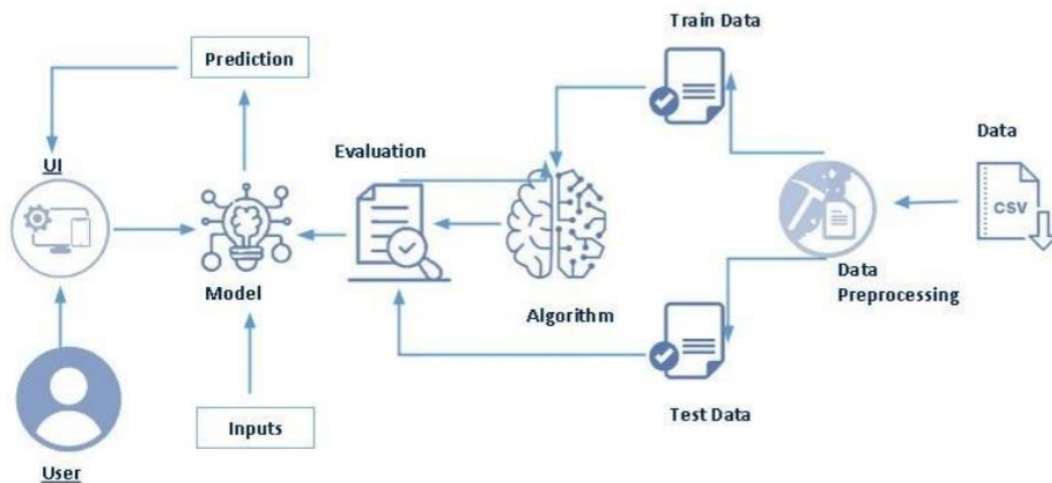 Train Data
Prediction
Data
Evaluation
UI
CSV
Model
Data
Preprocessing
Algorithm
Test Data
Inputs
User